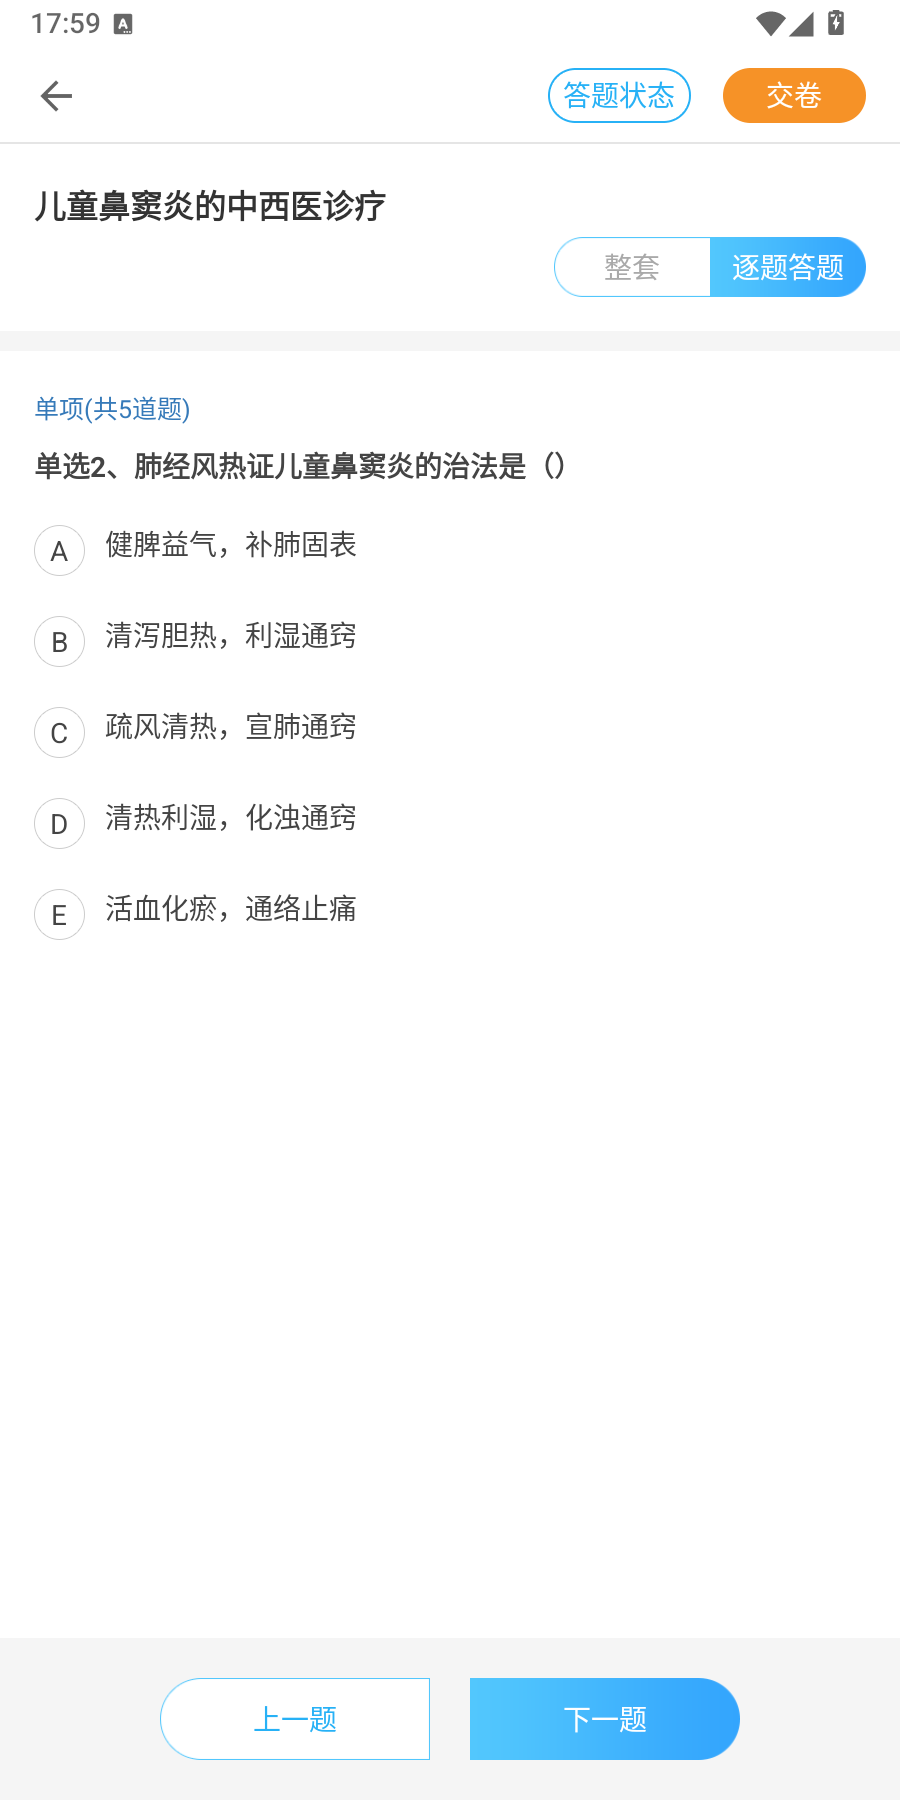 17:59
答题状态
交卷
儿童鼻窦炎的中西医诊疗
整套
逐题答题
单项(共5道题)
单选2、肺经风热证儿童鼻窦炎的治法是（）
A 健脾益气，补肺固表
B 清泻胆热，利湿通窍
C 疏风清热，宣肺通窍
D 清热利湿，化浊通窍
E 活血化瘀，通络止痛
上一题
下一题